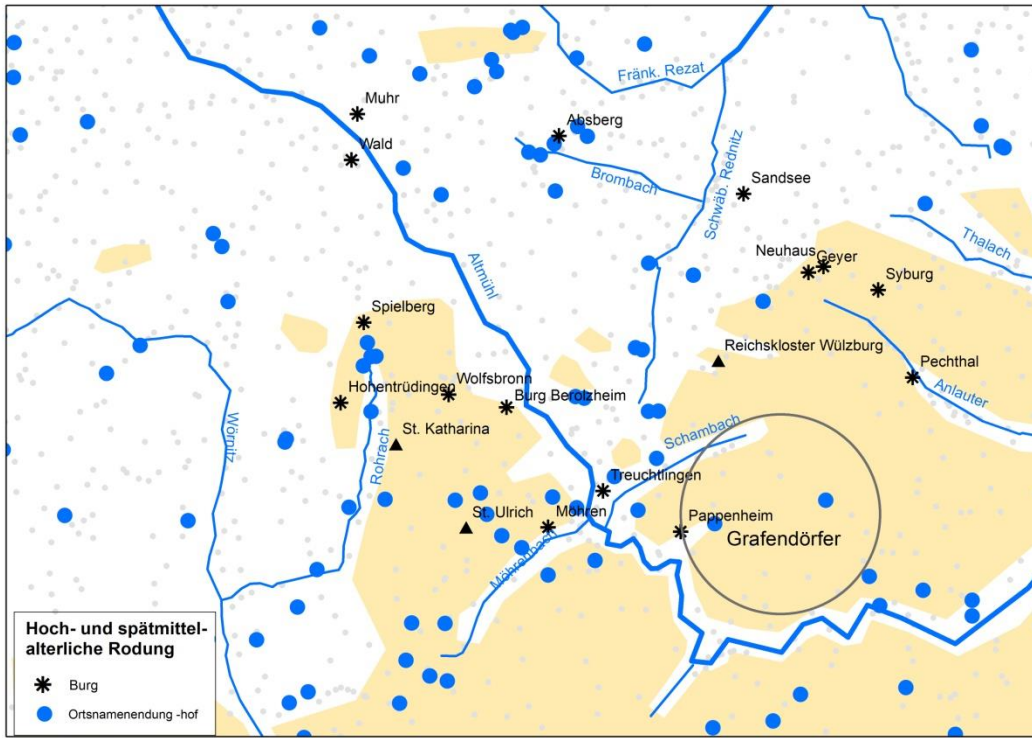 Fränk. Rezat
Muhr
Absberg
Wald
Brombach
Schwäb. Rednitz
Sandsee
Thalach
Neuhaus
Geyer
Altmühl
Syburg
Spielberg
Reichskloster Wülzburg
Pechthal
Anlauter
Wolfsbronn
Hohentrüdingen
Burg Berolzheim
St. Katharina
Schambach
Wörnitz
Rohrach
Treuchtlingen
St. Ulrich
Möhren
Pappenheim
Grafendörfer
Möhrenbach
Hoch- und spätmittel-
alterliche Rodung
Burg
Ortsnamenendung -hof